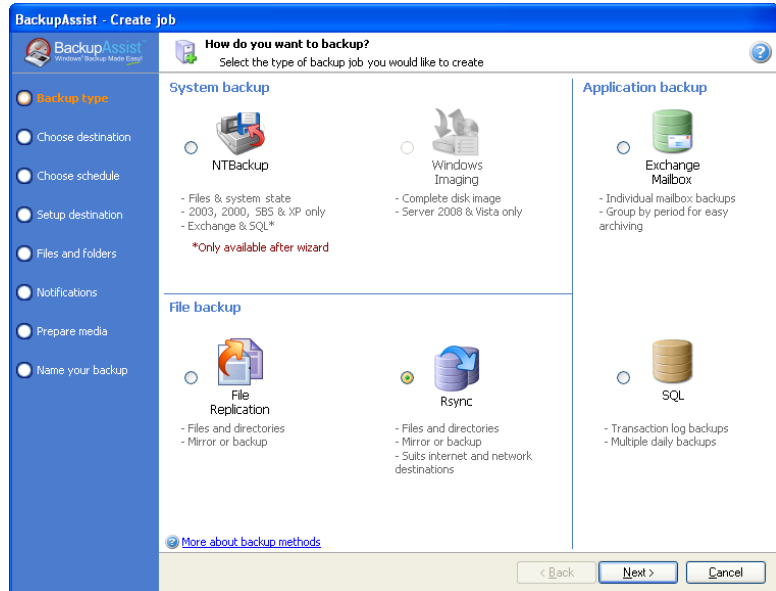 BackupAssist - Create job
BackupAssist™
Windows® Backup Made Easy!
How do you want to backup?
Select the type of backup job you would like to create
?
Backup type
Choose destination
Choose schedule
Setup destination
Files and folders
Notifications
Prepare media
Name your backup
System backup
NTBackup
- Files & system state
- 2003, 2000, SBS & XP only
- Exchange & SQL*
*Only available after wizard
Windows
Imaging
- Complete disk image
- Server 2008 & Vista only
Application backup
Exchange
Mailbox
- Individual mailbox backups
- Group by period for easy
archiving
File backup
File
Replication
- Files and directories
- Mirror or backup
Rsync
- Files and directories
- Mirror or backup
- Suits internet and network
destinations
SQL
- Transaction log backups
- Multiple daily backups
? More about backup methods
< Back
Next >
Cancel